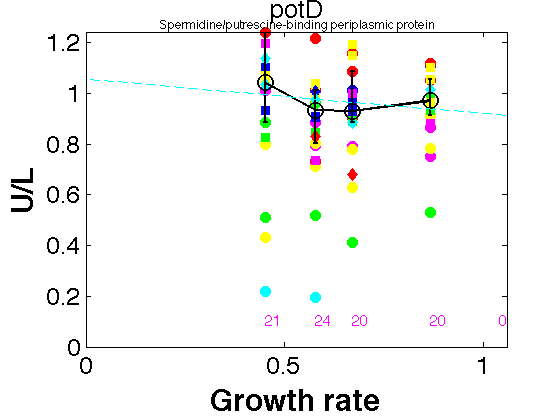 potD
Spermidine/putrescine-binding periplasmic protein
1.2
1
0.8
0.6
0.4
0.2
0
U/L
21 24 20 20 0
0 0.5 1
Growth rate